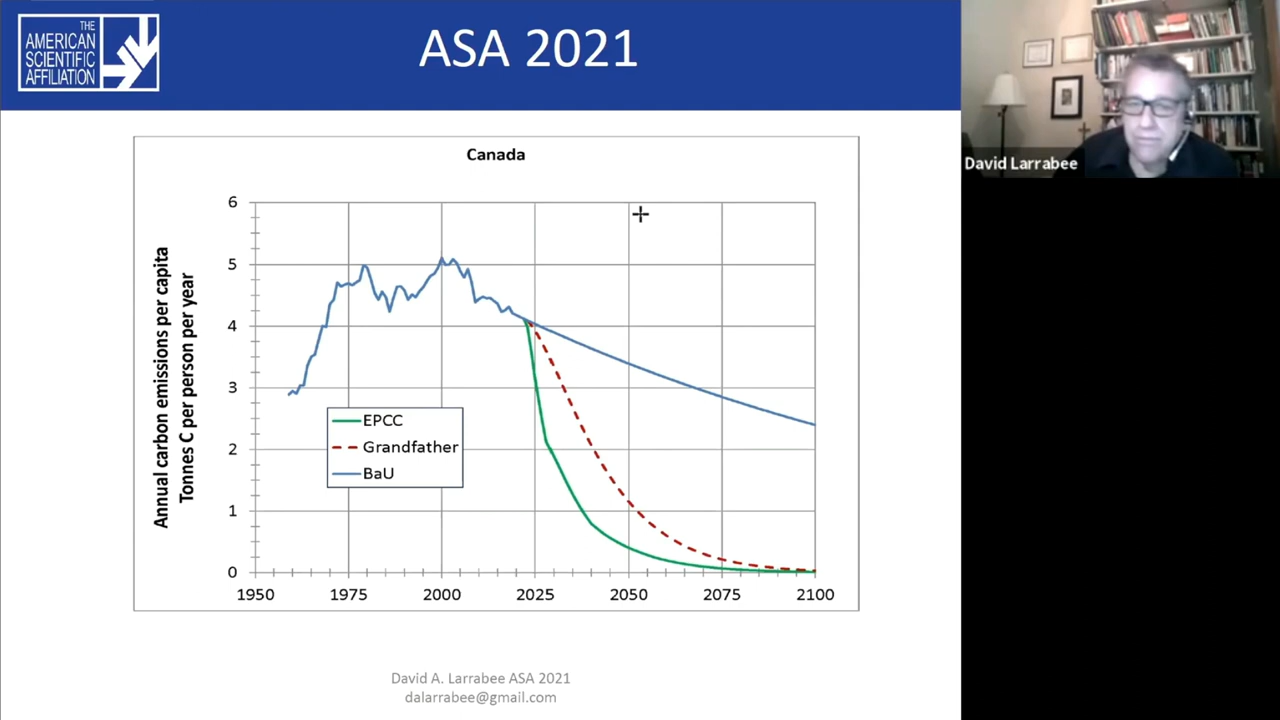 THE
AMERICAN
SCIENTIFIC
AFFILIATION
ASA 2021
David Larrabee
Canada
Annual carbon emissions per capita
Tonnes C per person per year
6
5
4
3
2
1
0
EPCC
Grandfather
BaU
1950 1975 2000 2025 2050 2075 2100
David A. Larrabee ASA 2021
dalarrabee@gmail.com